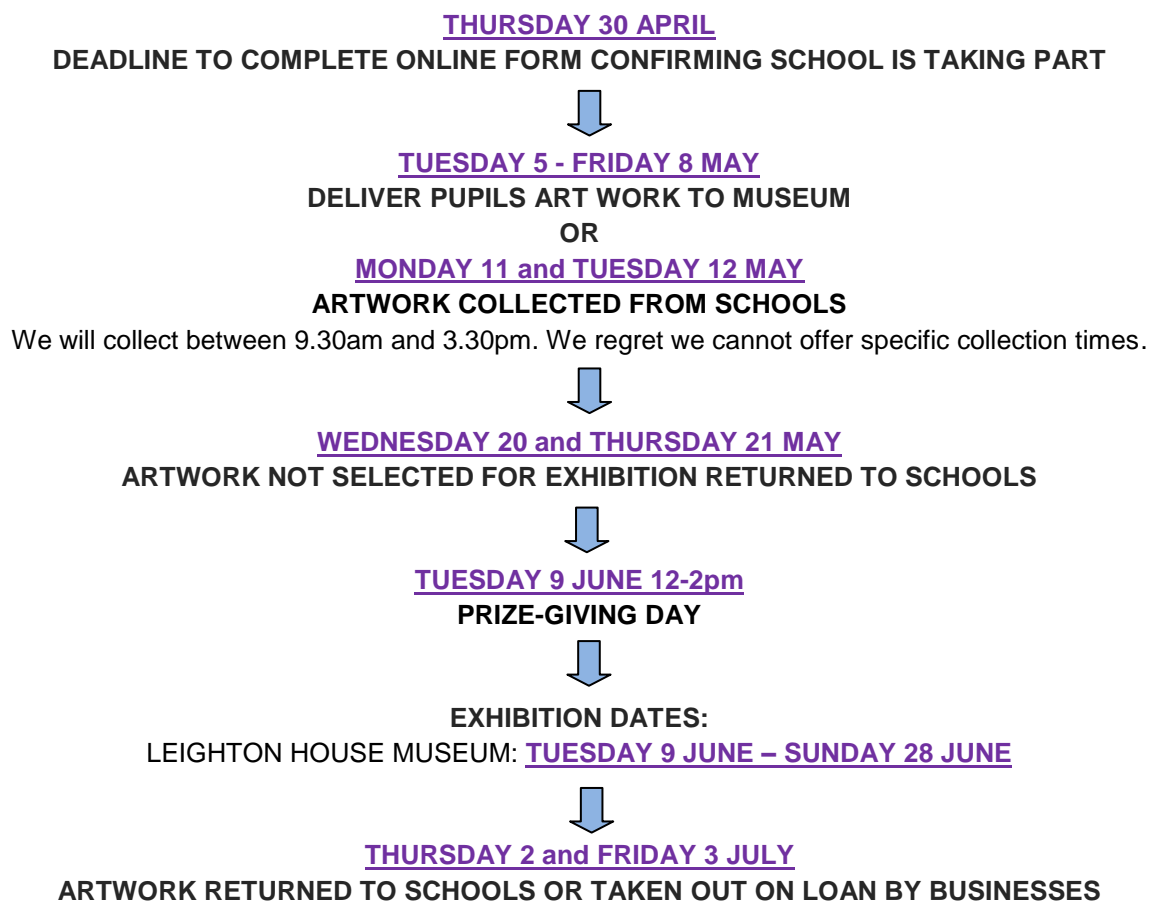 THURSDAY 30 APRIL
DEADLINE TO COMPLETE ONLINE FORM CONFIRMING SCHOOL IS TAKING PART
TUESDAY 5 - FRIDAY 8 MAY
DELIVER PUPILS ART WORK TO MUSEUM
OR
MONDAY 11 and TUESDAY 12 MAY
ARTWORK COLLECTED FROM SCHOOLS
We will collect between 9.30am and 3.30pm. We regret we cannot offer specific collection times.
WEDNESDAY 20 and THURSDAY 21 MAY
ARTWORK NOT SELECTED FOR EXHIBITION RETURNED TO SCHOOLS
TUESDAY 9 JUNE 12-2pm
PRIZE-GIVING DAY
EXHIBITION DATES:
LEIGHTON HOUSE MUSEUM: TUESDAY 9 JUNE – SUNDAY 28 JUNE
THURSDAY 2 and FRIDAY 3 JULY
ARTWORK RETURNED TO SCHOOLS OR TAKEN OUT ON LOAN BY BUSINESSES